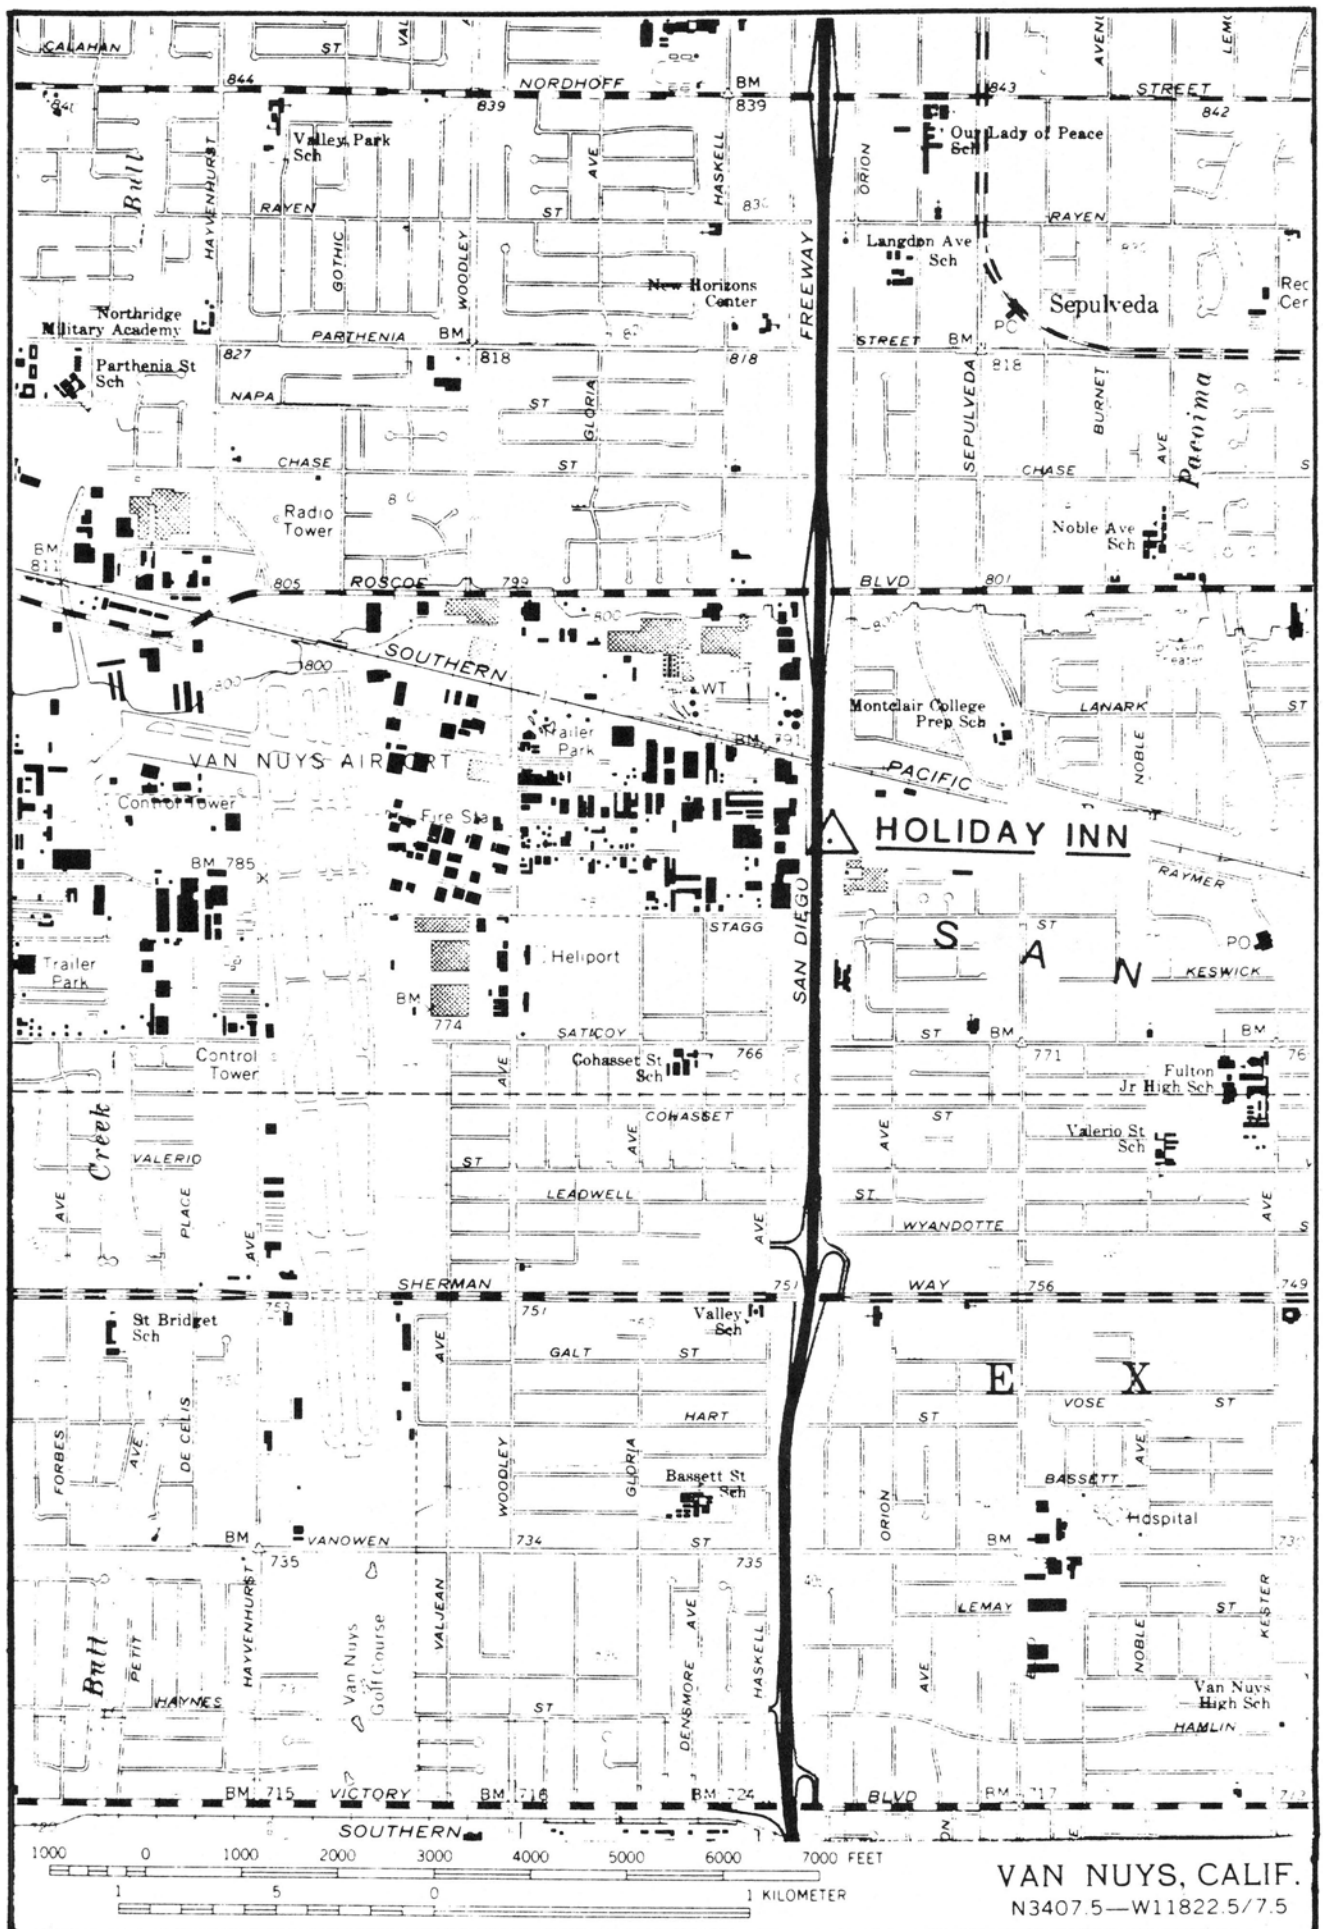 CALAHAN
ST
VAL
AVENU
LEMO
844
NORDHOFF
BM
843
STREET
839
839
842
Valley Park
Sch
Our Lady of Peace
Sch
Bull
HAYVENHURST
AVE
HASKELL
ORION
RAYEN
ST
RAYEN
GOTHIC
WOODLEY
FREEWAY
Langdon Ave
Sch
New Horizons
Center
Sepulveda
Rec
Cen
Northridge
Military Academy
PARTHENIA
BM
STREET
BM
PO
827
818
818
818
Parthenia St
Sch
NAPA
ST
GLORIA
SEPULVEDA
BURNET
AVE
Pacoima
CHASE
ST
CHASE
S
Radio
Tower
Noble Ave
Sch
BM
811
805
ROSCOE
799
BLVD
801
800
SOUTHERN
800
800
WT
Montclair College
Prep Sch
LANARK
ST
Trailer
Park
BM 791
NOBLE
VAN NUYS AIRPORT
PACIFIC
Control Tower
Fire Sta
HOLIDAY INN
BM 785
RAYMER
SAN DIEGO
STAGG
ST
S A N
PO
Trailer
Park
Heliport
KESWICK
BM
774
SATICOY
ST
BM
BM
Control
Tower
AVE
Cohasset St
Sch
766
771
76
Fulton
Jr High Sch
Creek
COHASSET
ST
AVE
AVE
Valerio St
Sch
VALERIO
ST
LEADWELL
ST
AVE
PLACE
AVE
AVE
WYANDOTTE
AVE
S
SHERMAN
751
WAY
756
749
753
751
St Bridget
Sch
Valley
Sch
AVE
GALT
ST
E X
VOSE
ST
HART
ST
FORBES
AVE
DE CELIS
WOODLEY
GLORIA
Bassett St
Sch
AVE
BASSETT
ORION
Hospital
BM
VANOWEN
734
ST
BM
735
735
LEMAY
ST
HAYVENHURST
VALJEAN
AVE
KESTER
Bull
PETIT
Van Nuys
Golf Course
DENSMORE
HASKELL
AVE
NOBLE
Van Nuys
High Sch
HAYNES
ST
HAMLIN
BM 715
VICTORY
BM 716
BM 724
BLVD
BM 717
SOUTHERN
ON
E
1000 0 1000 2000 3000 4000 5000 6000 7000 FEET
1 5 0 1 KILOMETER
VAN NUYS, CALIF.
N3407.5—W11822.5/7.5